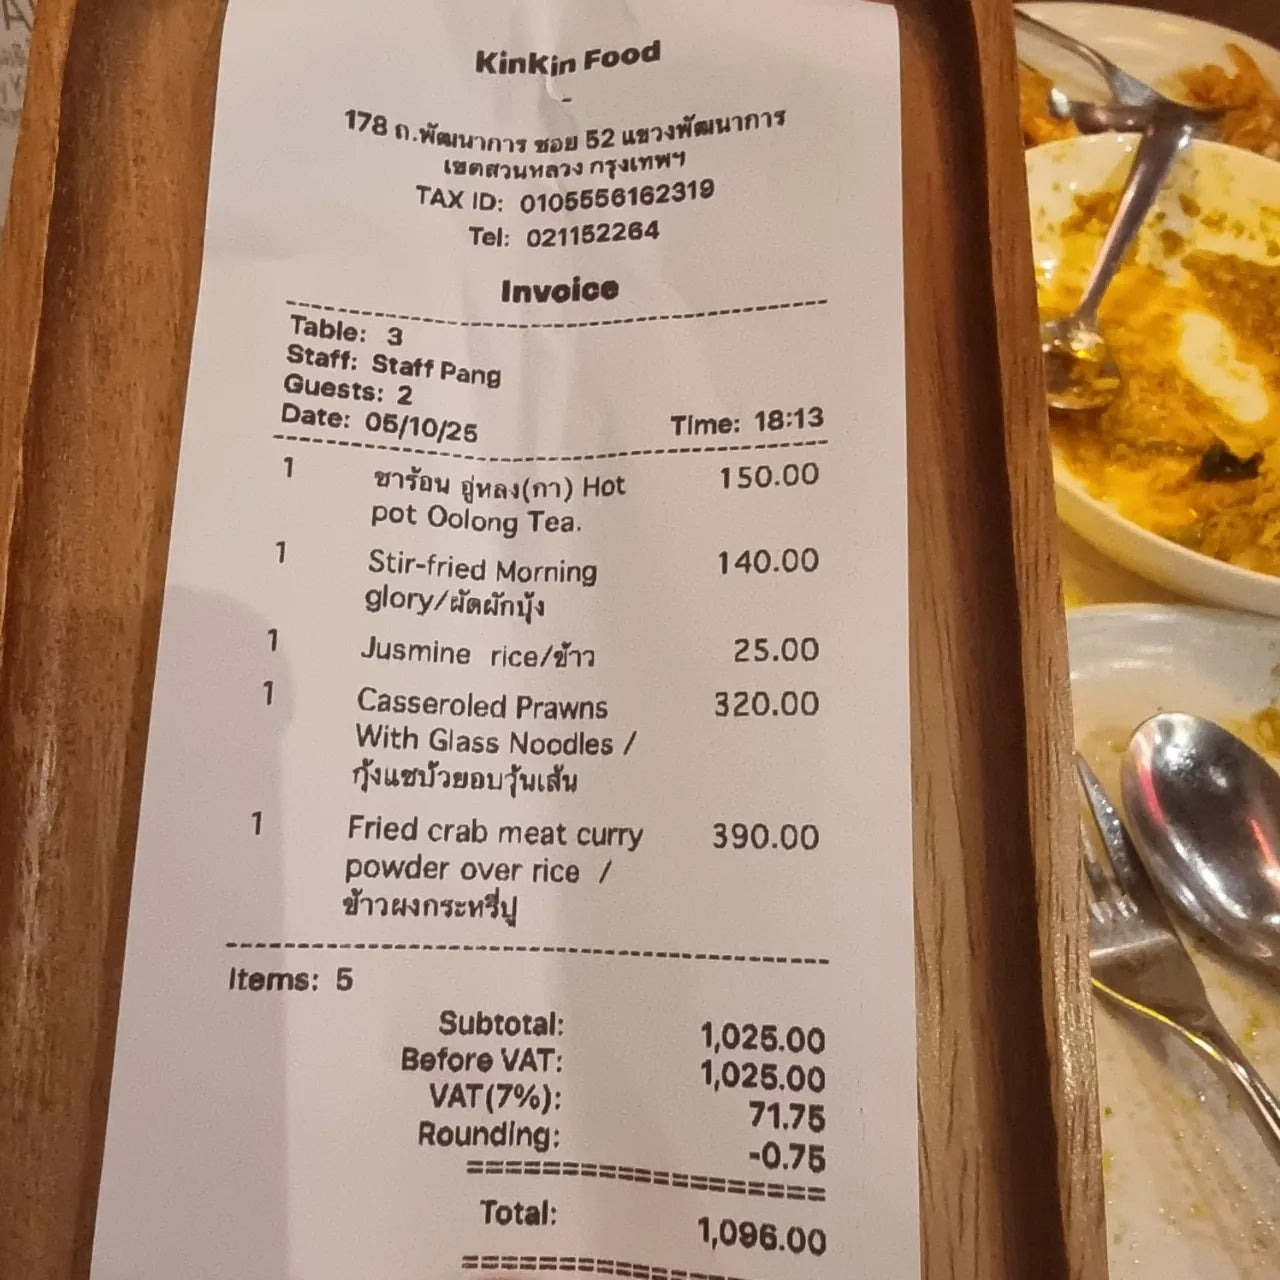 KinKin Food
-
178 ถ.พัฒนาการ ซอย 52 แขวงพัฒนาการ
เขตสวนหลวง กรุงเทพฯ
TAX ID: 0105556162319
Tel: 021152264
Invoice
Table: 3
Staff: Staff Pang
Guests: 2
Date: 05/10/25 Time: 18:13
1 ชาร้อน อู่หลง(กา) Hot 150.00
pot Oolong Tea.
1 Stir-fried Morning 140.00
glory/ผัดผักบุ้ง
1 Jusmine rice/ข้าว 25.00
1 Casseroled Prawns 320.00
With Glass Noodles /
กุ้งแชบ๊วยอบวุ้นเส้น
1 Fried crab meat curry 390.00
powder over rice /
ข้าวผงกระหรี่ปู
Items: 5
Subtotal: 1,025.00
Before VAT: 1,025.00
VAT(7%): 71.75
Rounding: -0.75
Total: 1,096.00